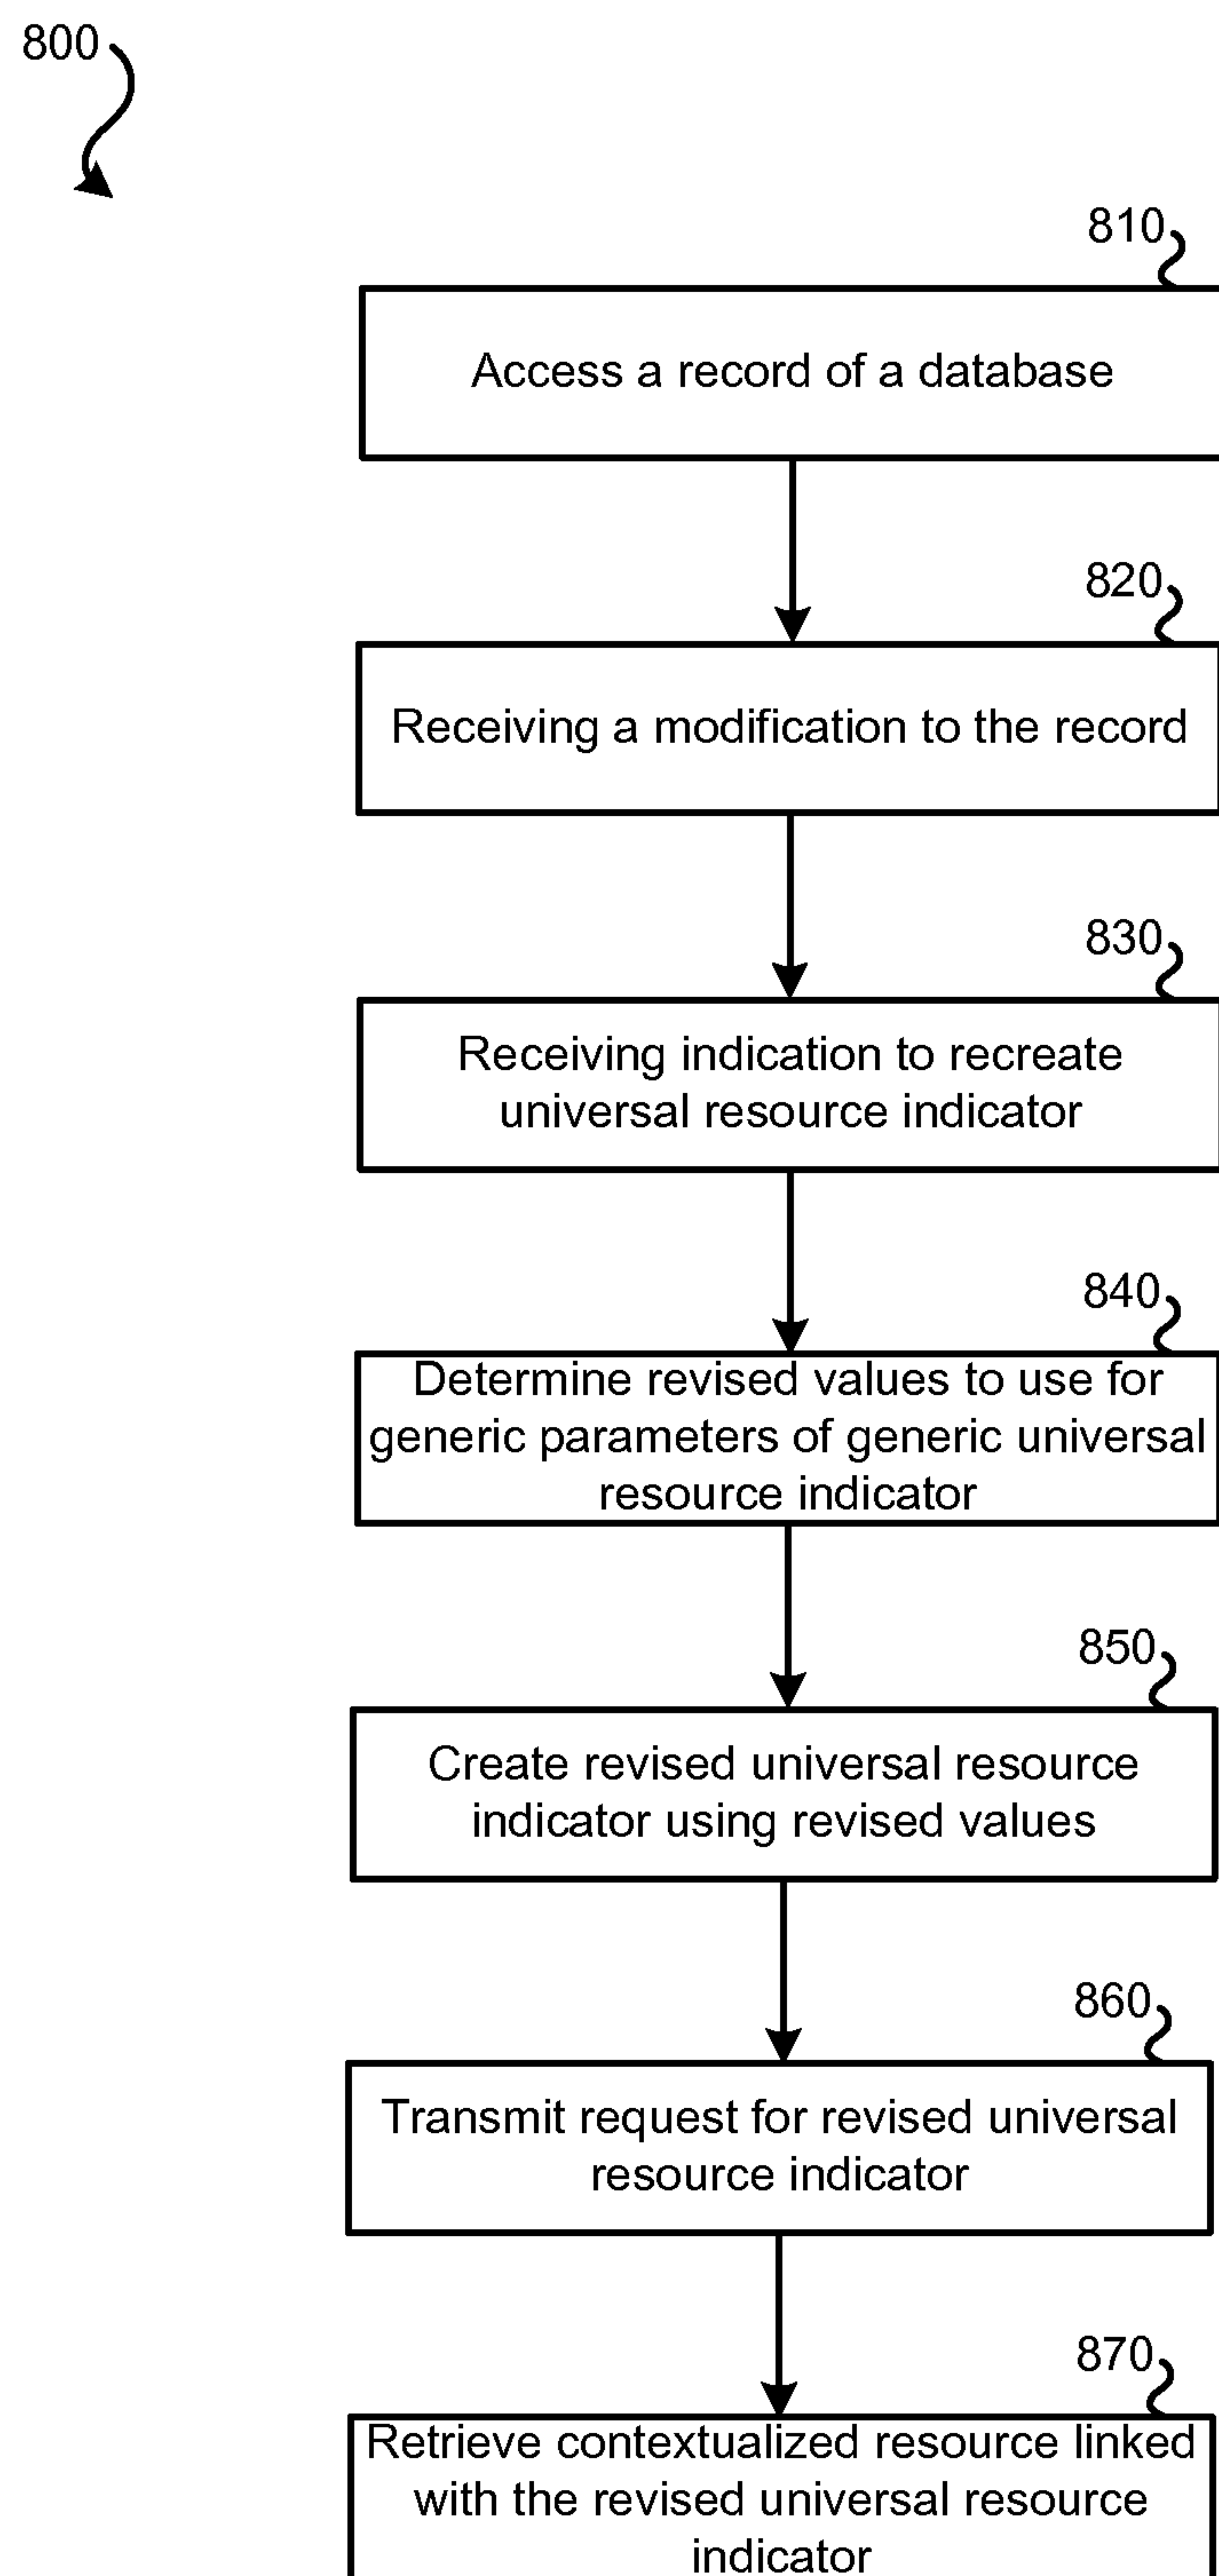 800
810
Access a record of a database
820
Receiving a modification to the record
830
Receiving indication to recreate
universal resource indicator
840
Determine revised values to use for
generic parameters of generic universal
resource indicator
850
Create revised universal resource
indicator using revised values
860
Transmit request for revised universal
resource indicator
870
Retrieve contextualized resource linked
with the revised universal resource
indicator